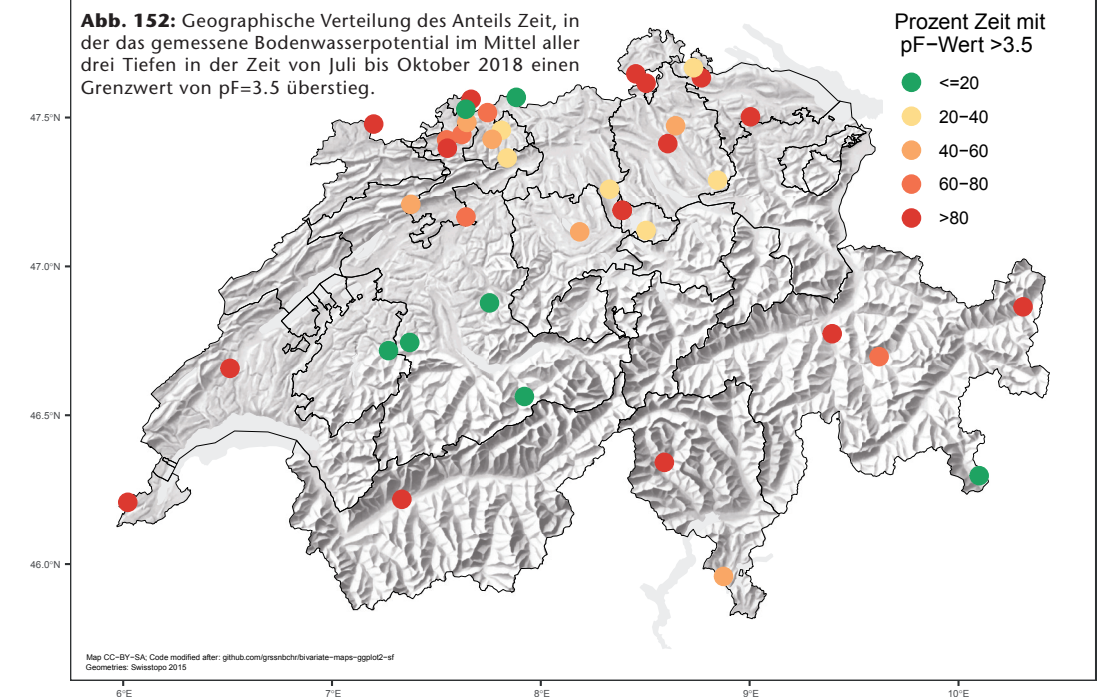 Abb. 152: Geographische Verteilung des Anteils Zeit, in
der das gemessene Bodenwasserpotential im Mittel aller
drei Tiefen in der Zeit von Juli bis Oktober 2018 einen
Grenzwert von pF=3.5 überstieg.
Prozent Zeit mit
pF−Wert >3.5
<=20
20−40
40−60
60−80
>80
47.5°N
47.0°N
46.5°N
46.0°N
Map CC−BY−SA; Code modified after: github.com/grssnbchr/bivariate−maps−ggplot2−sf
Geometries: Swisstopo 2015
6°E
7°E
8°E
9°E
10°E